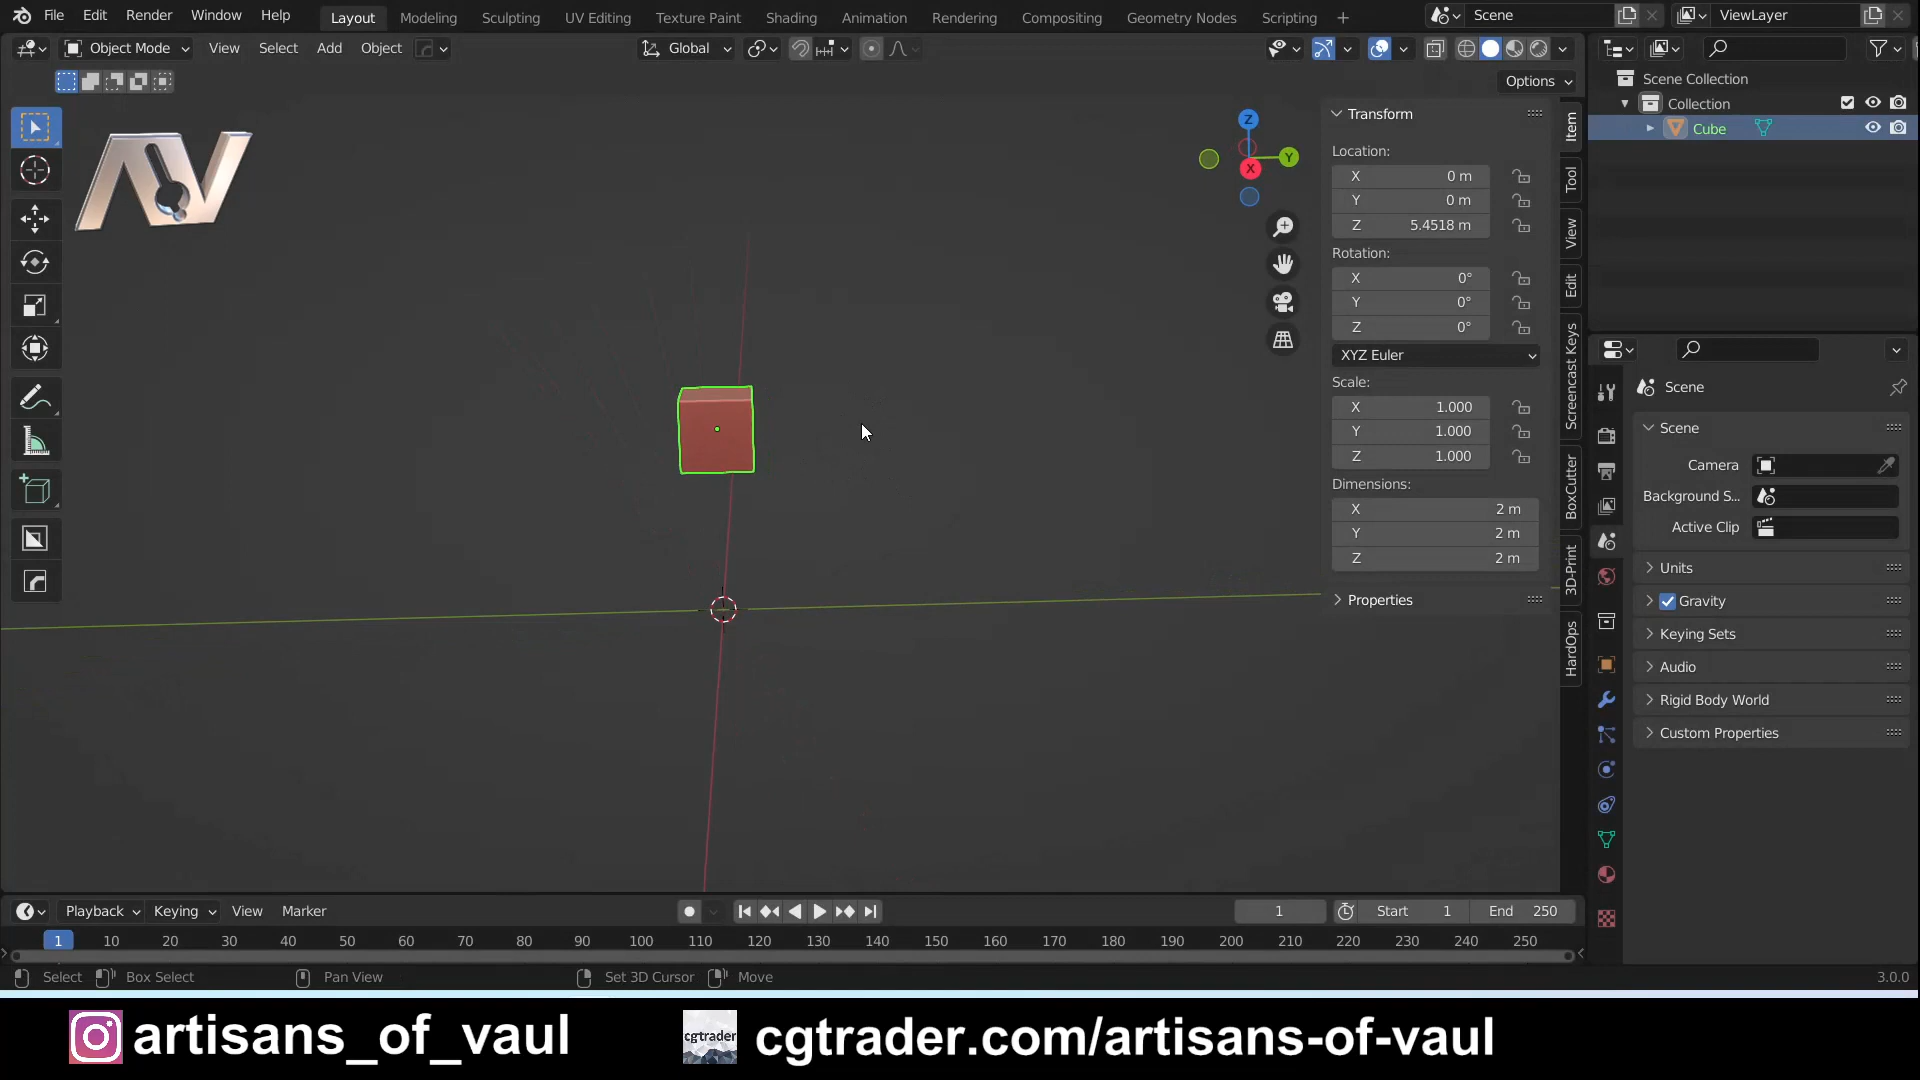 File Edit Render Window Help Layout Modeling Sculpting UV Editing Texture Paint Shading Animation Rendering Compositing Geometry Nodes Scripting + Scene ViewLayer
Object Mode View Select Add Object Global
Options
Scene Collection
Collection
Cube
Z
Y
X
Transform
Location:
X 0 m
Y 0 m
Z 5.4518 m
Rotation:
X 0°
Y 0°
Z 0°
XYZ Euler
Scale:
X 1.000
Y 1.000
Z 1.000
Dimensions:
X 2 m
Y 2 m
Z 2 m
Properties
Item
Tool
View
Edit
Screencast Keys
BoxCutter
3D-Print
HardOps
Scene
Scene
Camera
Background S...
Active Clip
Units
Gravity
Keying Sets
Audio
Rigid Body World
Custom Properties
Playback Keying View Marker 1 Start 1 End 250
1 10 20 30 40 50 60 70 80 90 100 110 120 130 140 150 160 170 180 190 200 210 220 230 240 250
Select Box Select Pan View Set 3D Cursor Move 3.0.0
artisans_of_vaul cgtrader cgtrader.com/artisans-of-vaul